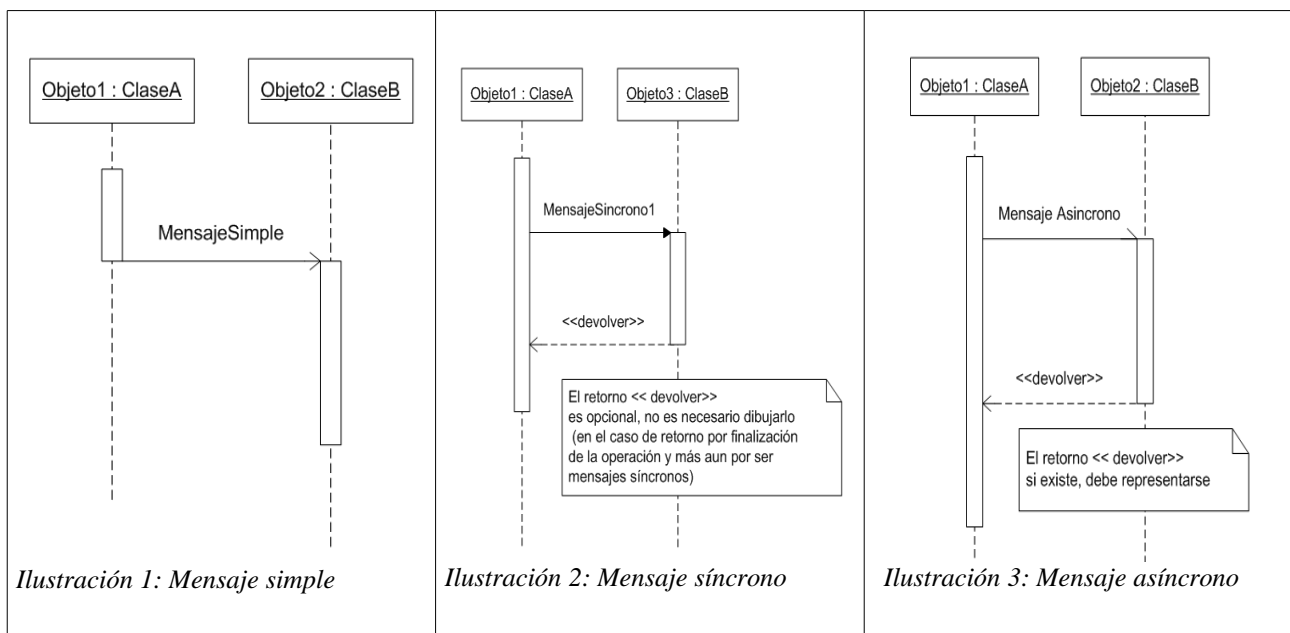 Objeto1 : ClaseA
Objeto2 : ClaseB
MensajeSimple
Ilustración 1: Mensaje simple
Objeto1 : ClaseA
Objeto3 : ClaseB
MensajeSincrono1
<<devolver>>
El retorno << devolver>>
es opcional, no es necesario dibujarlo
(en el caso de retorno por finalización
de la operación y más aun por ser
mensajes síncronos)
Ilustración 2: Mensaje síncrono
Objeto1 : ClaseA
Objeto2 : ClaseB
Mensaje Asincrono
<<devolver>>
El retorno << devolver>>
si existe, debe representarse
Ilustración 3: Mensaje asíncrono